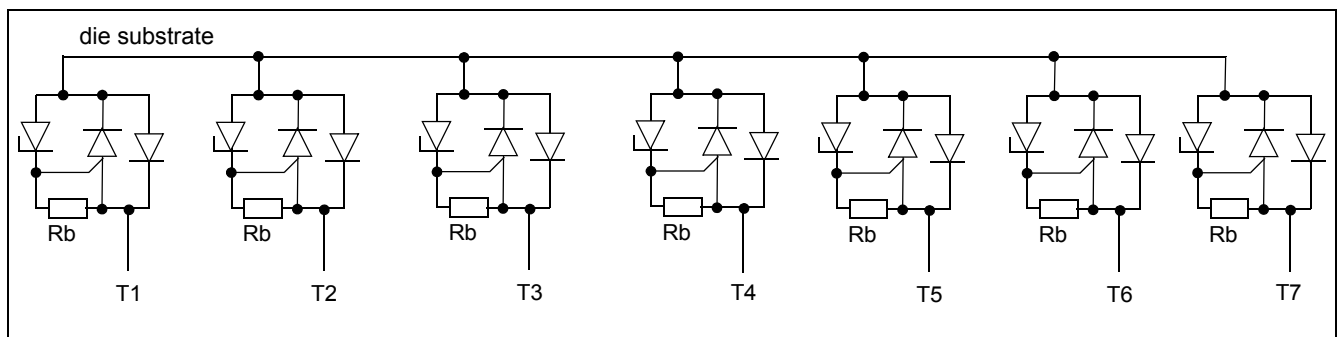 die substrate
Rb Rb Rb Rb Rb Rb Rb
T1 T2 T3 T4 T5 T6 T7